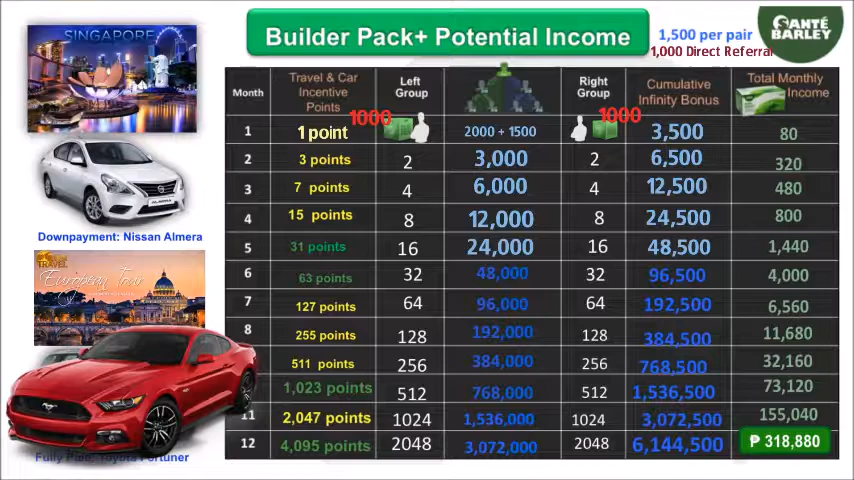 SINGAPORE
Builder Pack+ Potential Income
1,500 per pair
1,000 Direct Referral
SANTÉ
BARLEY
Month
Travel & Car
Incentive
Points
Left
Group
Right
Group
Cumulative
Infinity Bonus
Total Monthly
Income
1 1 point 1000 2000 + 1500 1000 3,500 80
2 3 points 2 3,000 2 6,500 320
3 7 points 4 6,000 4 12,500 480
4 15 points 8 12,000 8 24,500 800
5 31 points 16 24,000 16 48,500 1,440
6 63 points 32 48,000 32 96,500 4,000
7 127 points 64 96,000 64 192,500 6,560
8 255 points 128 192,000 128 384,500 11,680
511 points 256 384,000 256 768,500 32,160
1,023 points 512 768,000 512 1,536,500 73,120
11 2,047 points 1024 1,536,000 1024 3,072,500 155,040
12 4,095 points 2048 3,072,000 2048 6,144,500 ₱ 318,880
Downpayment: Nissan Almera
TRAVEL
European Tour